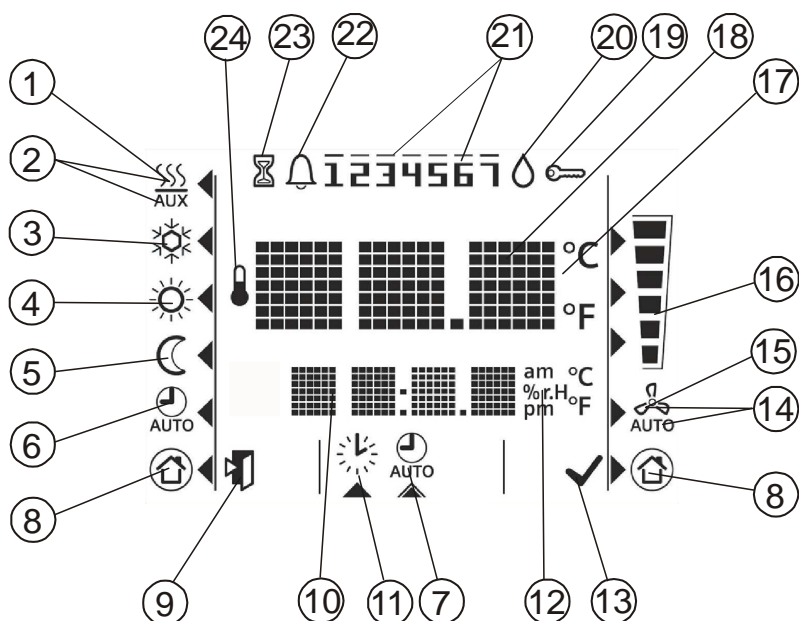 24 23 22 21 20 19 18
1 17
2 1234567
AUX
3 °C
4 °F 16
5 am °C 15
%r.H
pm °F
6 AUTO AUTO AUTO 14
8 8
9 10 11 7 12 13